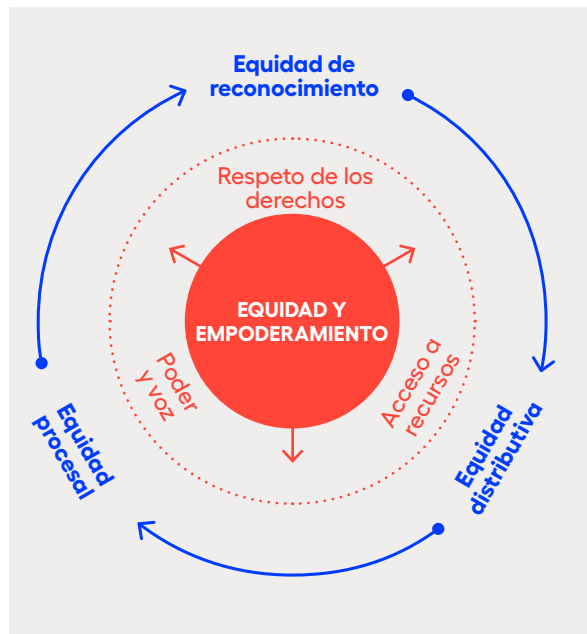 Equidad de
reconocimiento
Respeto de los
derechos
EQUIDAD Y
EMPODERAMIENTO
Poder
y voz
Acceso a
recursos
Equidad
procesal
Equidad
distributiva